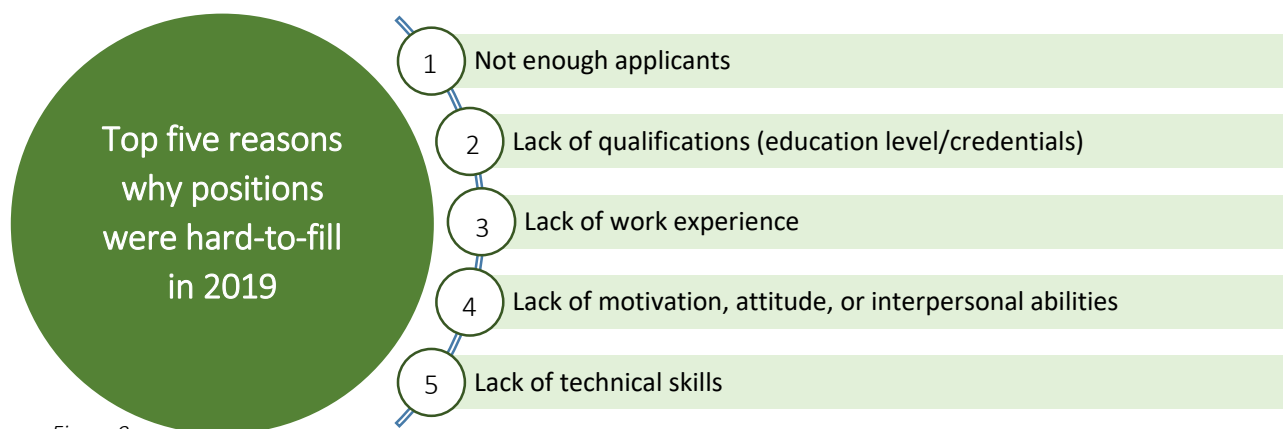 Top five reasons
why positions
were hard-to-fill
in 2019
1 Not enough applicants
2 Lack of qualifications (education level/credentials)
3 Lack of work experience
4 Lack of motivation, attitude, or interpersonal abilities
5 Lack of technical skills